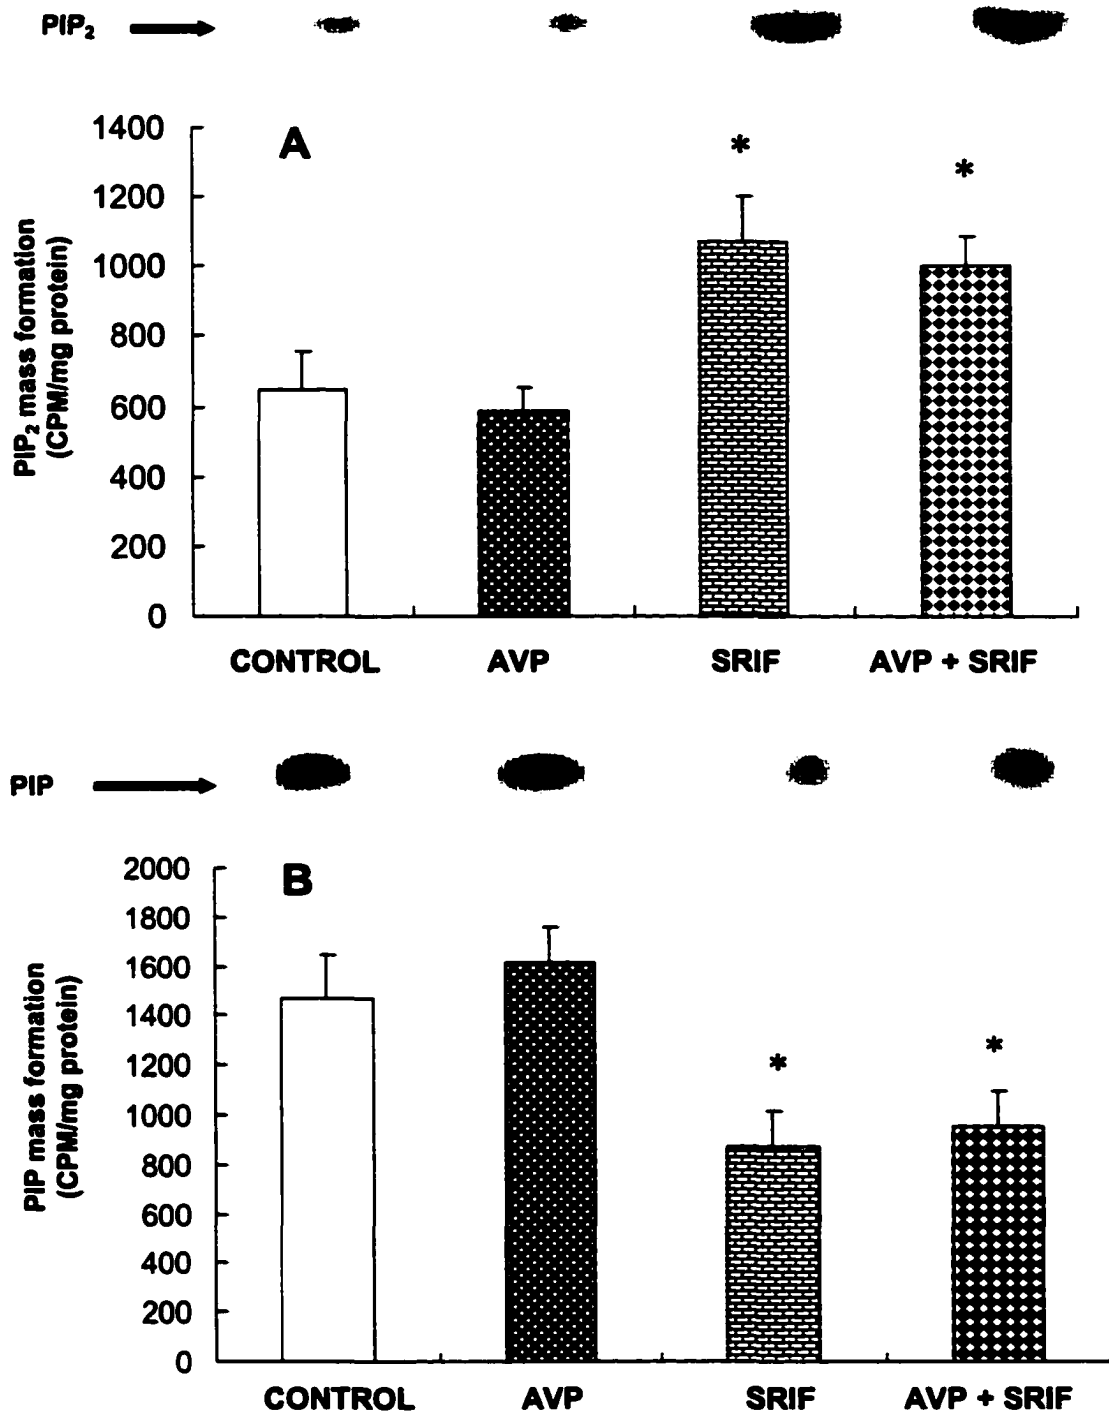 PIP₂
A
*
*
1400
1200
1000
800
600
400
200
0
PIP₂ mass formation
(CPM/mg protein)
CONTROL AVP SRIF AVP + SRIF
PIP
B
*
*
2000
1800
1600
1400
1200
1000
800
600
400
200
0
PIP mass formation
(CPM/mg protein)
CONTROL AVP SRIF AVP + SRIF